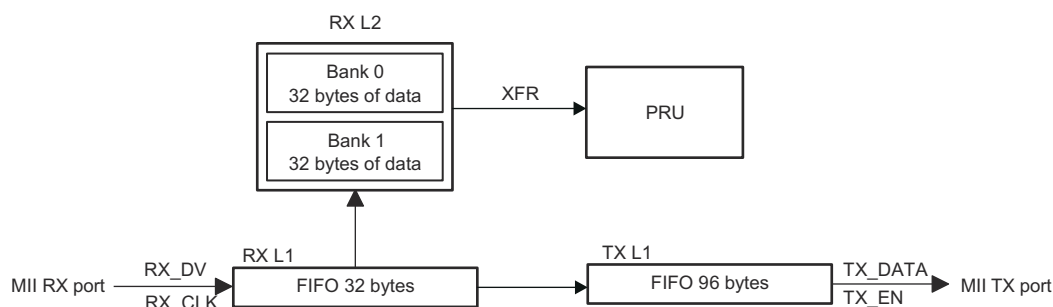 RX L2
Bank 0
32 bytes of data
XFR
PRU
Bank 1
32 bytes of data
RX L1
TX L1
MII RX port
RX_DV
RX_CLK
FIFO 32 bytes
FIFO 96 bytes
TX_DATA
TX_EN
MII TX port